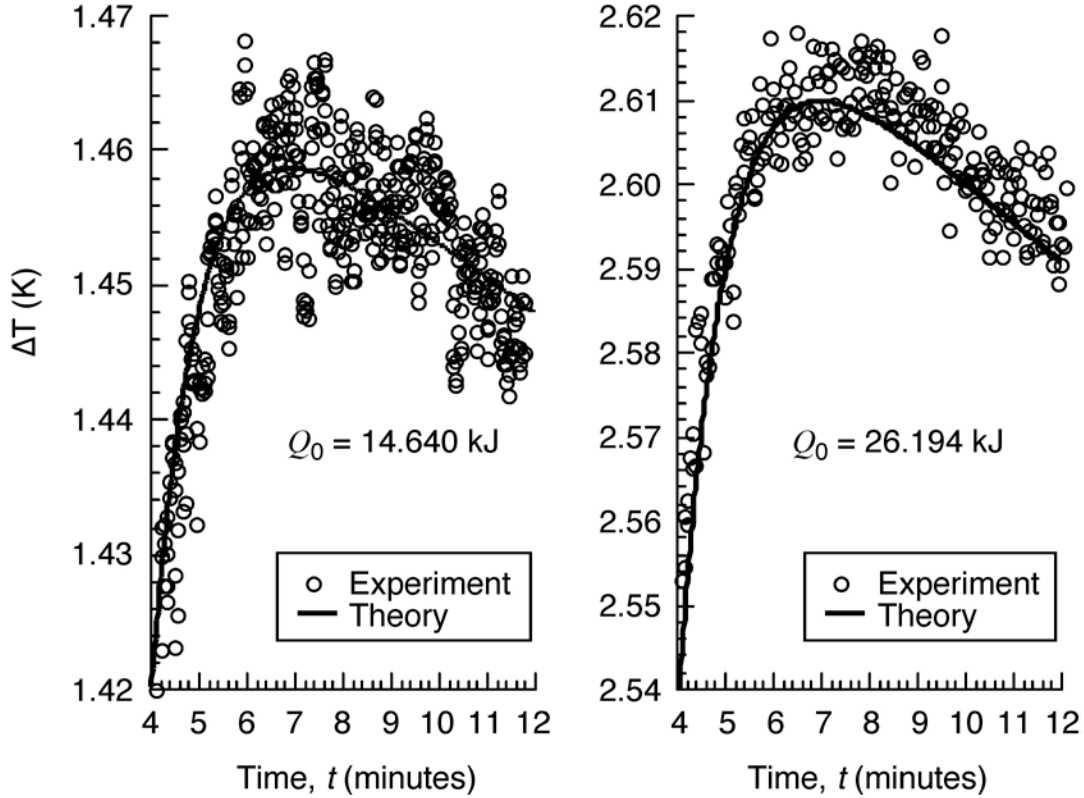 ΔT (K)
1.47
1.46
1.45
1.44
1.43
1.42
Q₀ = 14.640 kJ
Experiment
Theory
4 5 6 7 8 9 10 11 12
Time, t (minutes)
2.62
2.61
2.60
2.59
2.58
2.57
2.56
2.55
2.54
Q₀ = 26.194 kJ
Experiment
Theory
4 5 6 7 8 9 10 11 12
Time, t (minutes)